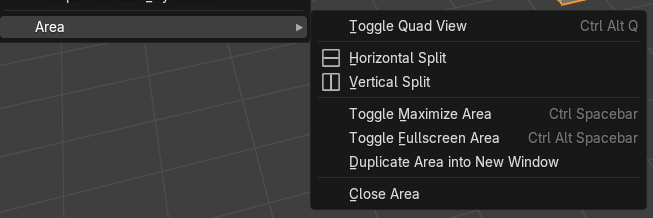 Area
Toggle Quad View Ctrl Alt Q
Horizontal Split
Vertical Split
Toggle Maximize Area Ctrl Spacebar
Toggle Fullscreen Area Ctrl Alt Spacebar
Duplicate Area into New Window
Close Area